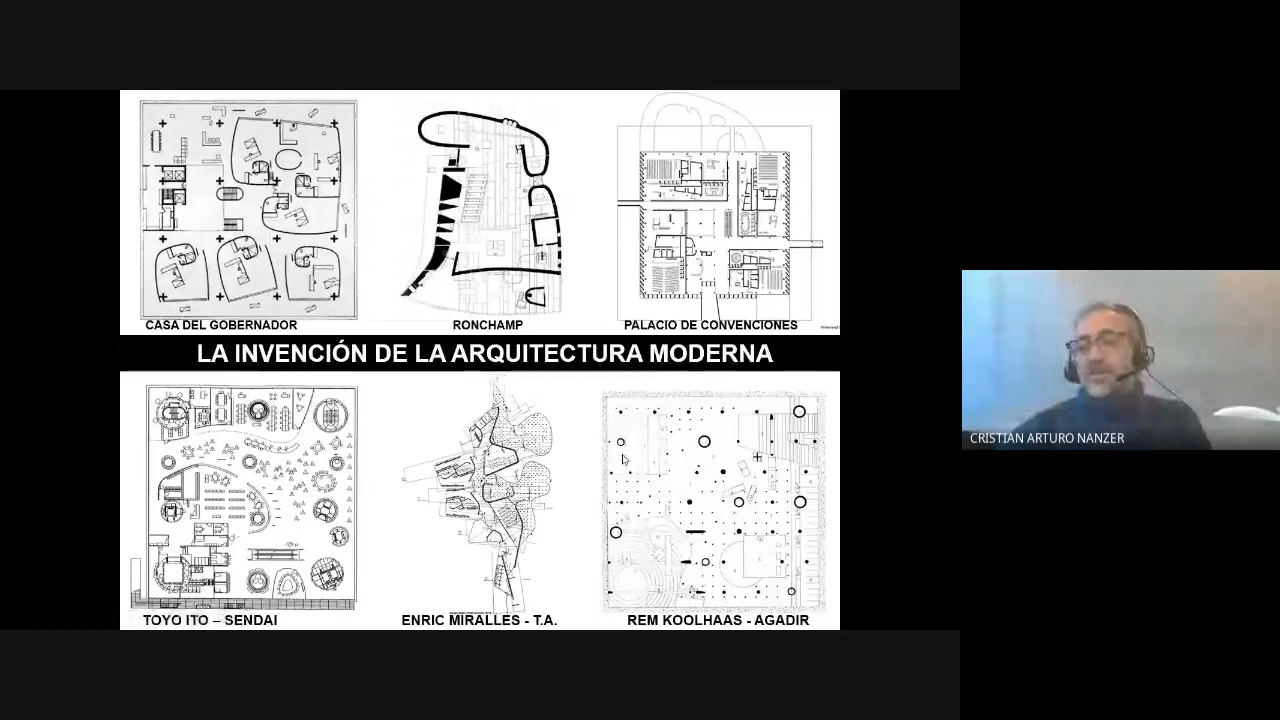 CASA DEL GOBERNADOR
RONCHAMP
PALACIO DE CONVENCIONES
LA INVENCIÓN DE LA ARQUITECTURA MODERNA
TOYO ITO – SENDAI
ENRIC MIRALLES - T.A.
REM KOOLHAAS - AGADIR
CRISTIAN ARTURO NANZER